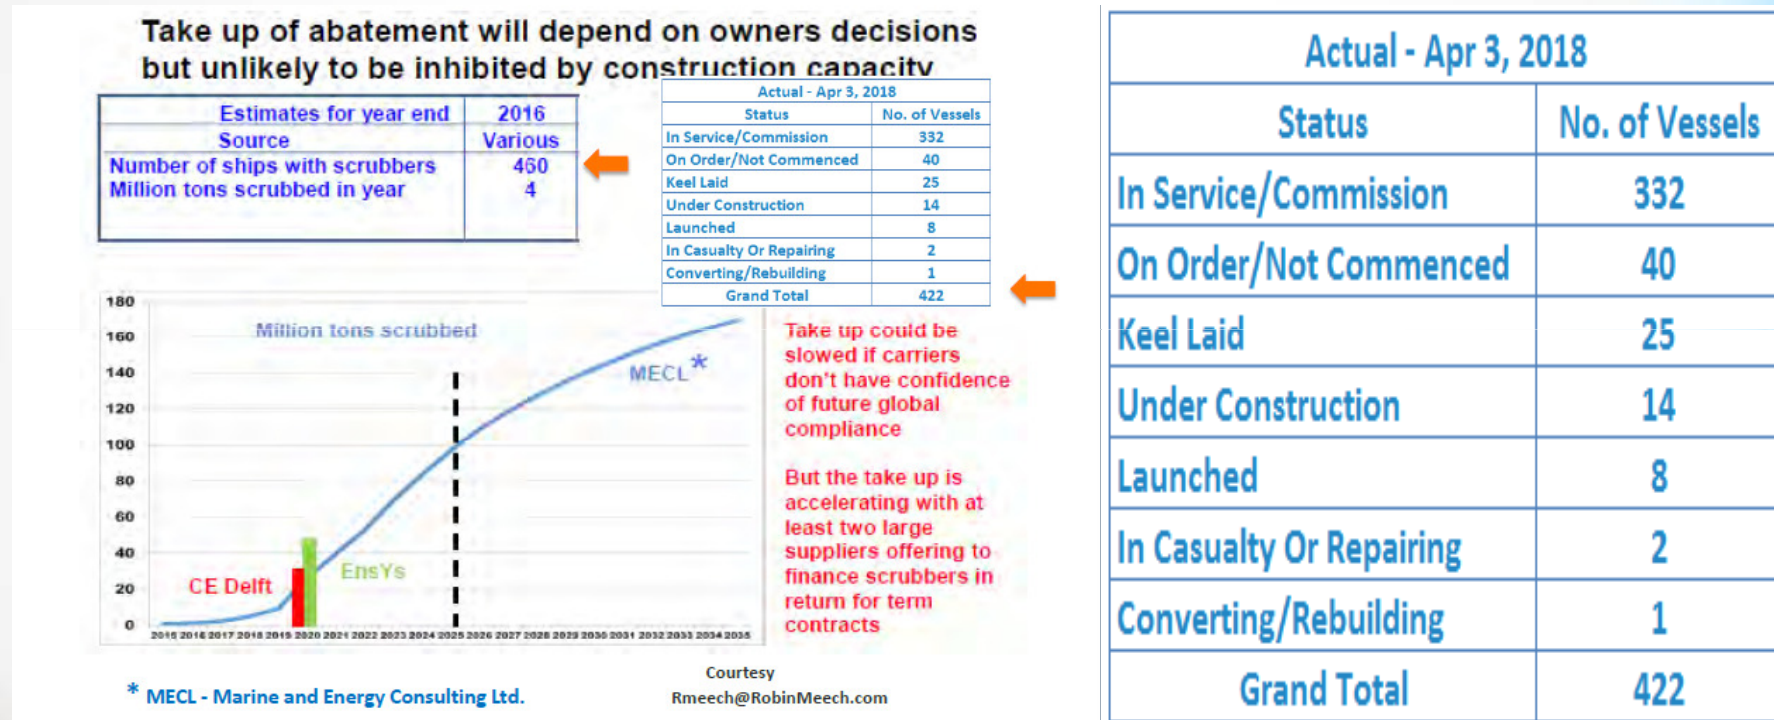 Take up of abatement will depend on owners decisions
but unlikely to be inhibited by construction capacity
Estimates for year end 2016
Source Various
Number of ships with scrubbers 460
Million tons scrubbed in year 4
Actual - Apr 3, 2018
Status No. of Vessels
In Service/Commission 332
On Order/Not Commenced 40
Keel Laid 25
Under Construction 14
Launched 8
In Casualty Or Repairing 2
Converting/Rebuilding 1
Grand Total 422
180
160
140
120
100
80
60
40
20
0
Million tons scrubbed
MECL*
CE Delft
EnsYs
2015 2016 2017 2018 2019 2020 2021 2022 2023 2024 2025 2026 2027 2028 2029 2030 2031 2032 2033 2034 2035
Take up could be
slowed if carriers
don't have confidence
of future global
compliance
But the take up is
accelerating with at
least two large
suppliers offering to
finance scrubbers in
return for term
contracts
* MECL - Marine and Energy Consulting Ltd.
Courtesy
Rmeech@RobinMeech.com
Actual - Apr 3, 2018
Status No. of Vessels
In Service/Commission 332
On Order/Not Commenced 40
Keel Laid 25
Under Construction 14
Launched 8
In Casualty Or Repairing 2
Converting/Rebuilding 1
Grand Total 422